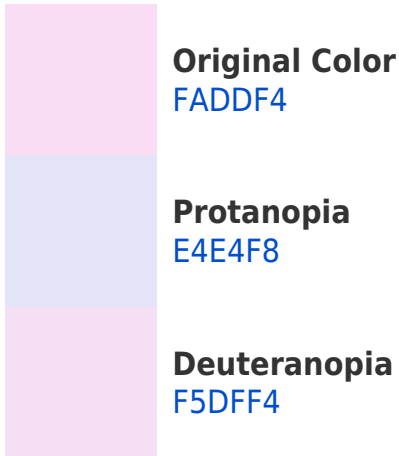 Original Color
FADDF4
Protanopia
E4E4F8
Deuteranopia
F5DFF4